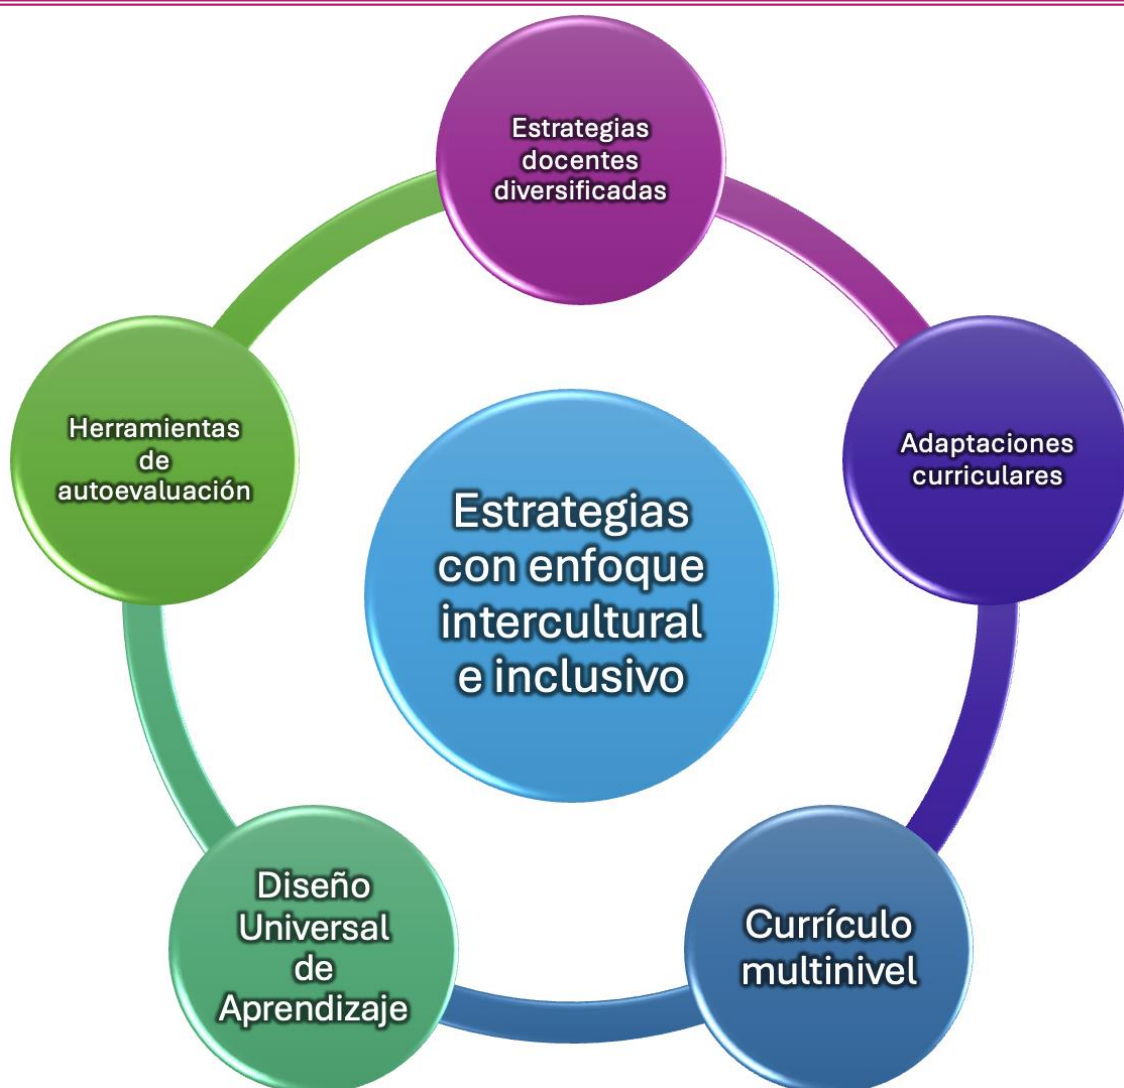 Estrategias
docentes
diversificadas
Adaptaciones
curriculares
Currículo
multinivel
Diseño
Universal
de
Aprendizaje
Herramientas
de
autoevaluación
Estrategias
con enfoque
intercultural
e inclusivo